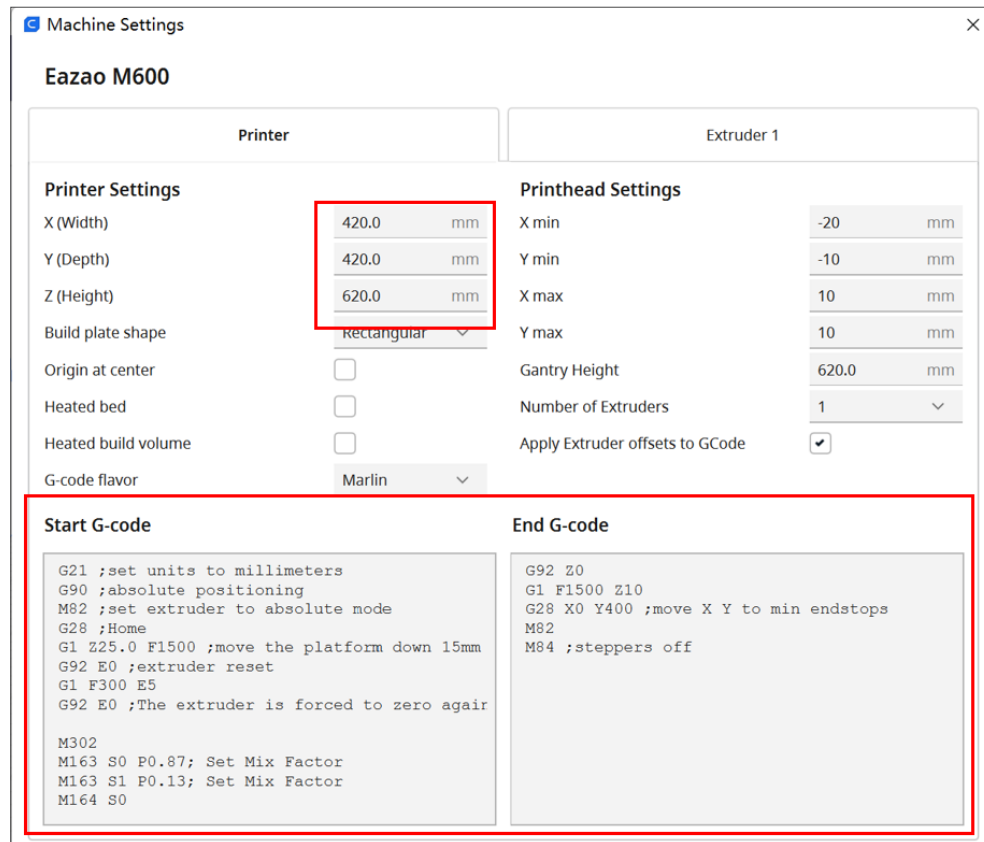 Machine Settings
Eazao M600
Printer
Extruder 1
Printer Settings
X (Width)
420.0 mm
Y (Depth)
420.0 mm
Z (Height)
620.0 mm
Build plate shape
Rectangular
Origin at center
Heated bed
Heated build volume
G-code flavor
Marlin
Printhead Settings
X min
-20 mm
Y min
-10 mm
X max
10 mm
Y max
10 mm
Gantry Height
620.0 mm
Number of Extruders
1
Apply Extruder offsets to GCode
Start G-code
G21 ;set units to millimeters
G90 ;absolute positioning
M82 ;set extruder to absolute mode
G28 ;Home
G1 Z25.0 F1500 ;move the platform down 15mm
G92 E0 ;extruder reset
G1 F300 E5
G92 E0 ;The extruder is forced to zero again
M302
M163 S0 P0.87; Set Mix Factor
M163 S1 P0.13; Set Mix Factor
M164 S0
End G-code
G92 Z0
G1 F1500 Z10
G28 X0 Y400 ;move X Y to min endstops
M82
M84 ;steppers off